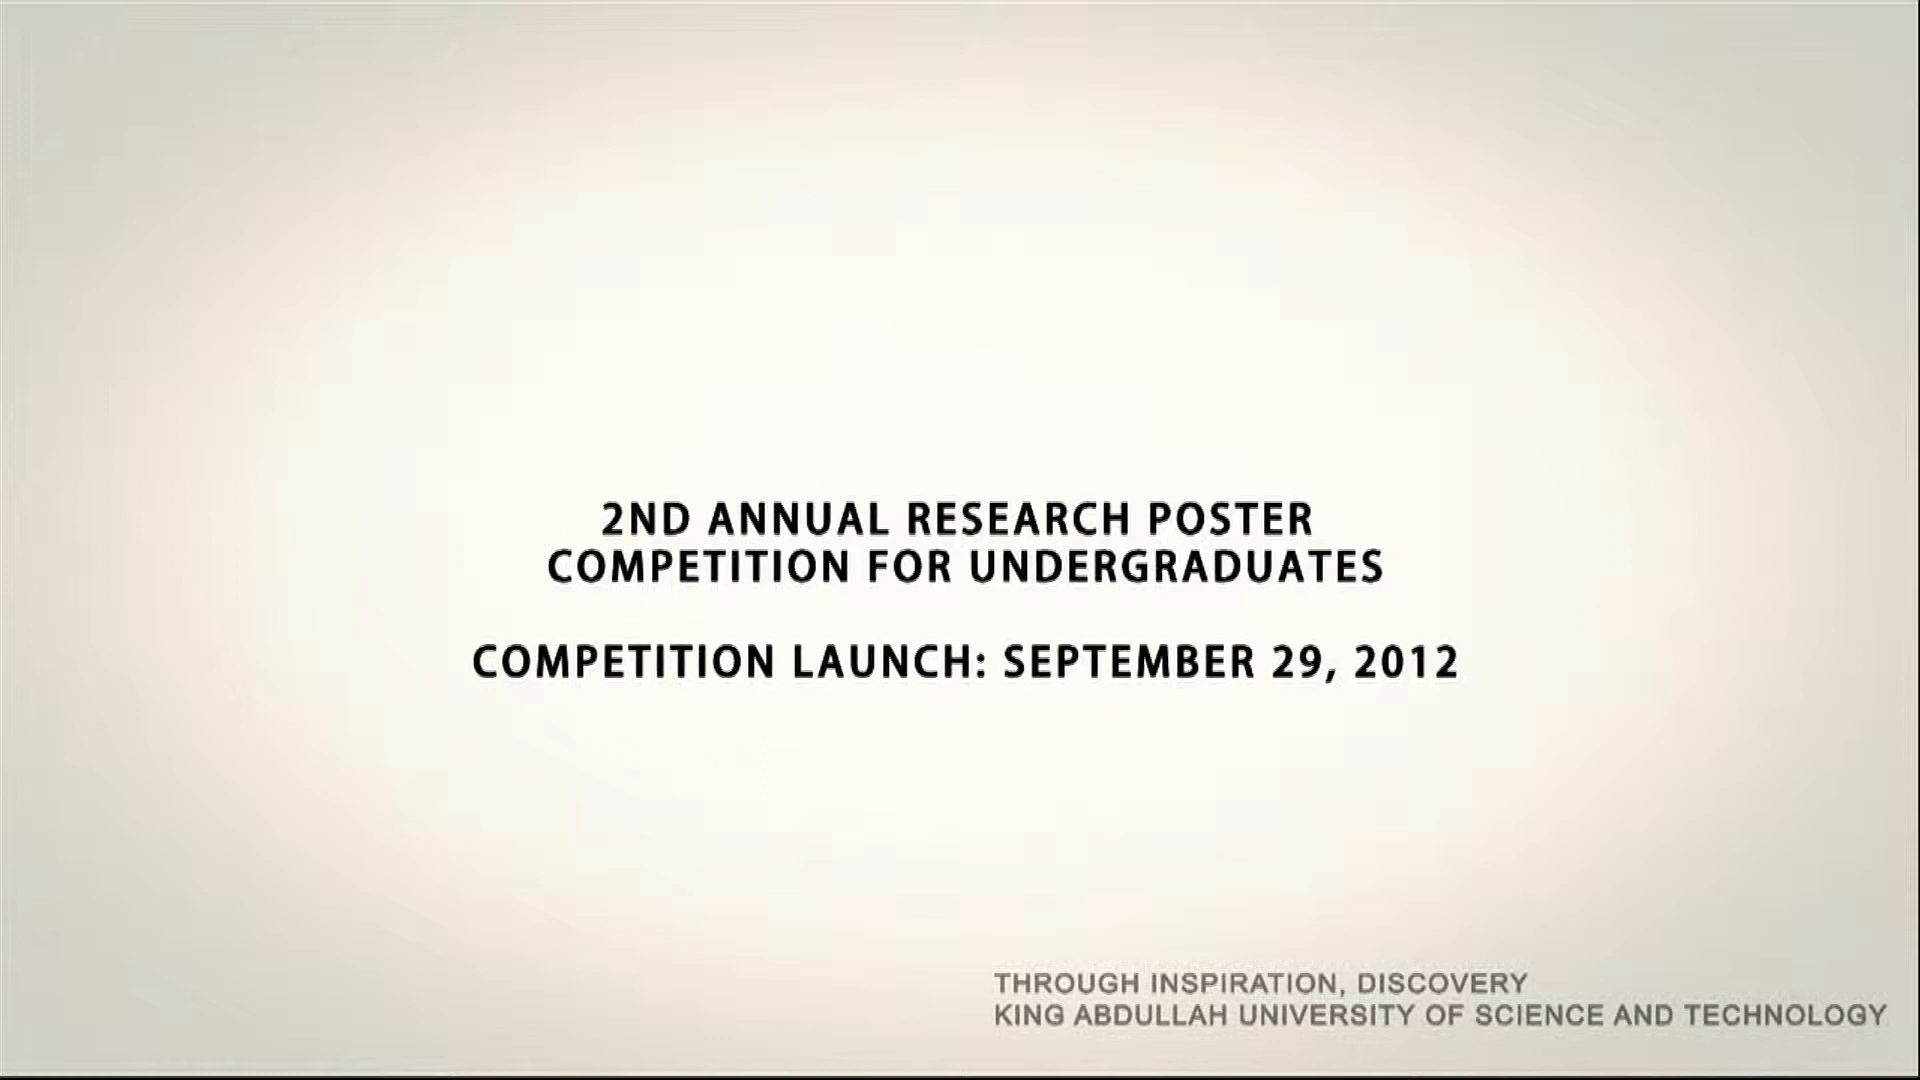 2ND ANNUAL RESEARCH POSTER
COMPETITION FOR UNDERGRADUATES
COMPETITION LAUNCH: SEPTEMBER 29, 2012
THROUGH INSPIRATION, DISCOVERY
KING ABDULLAH UNIVERSITY OF SCIENCE AND TECHNOLOGY